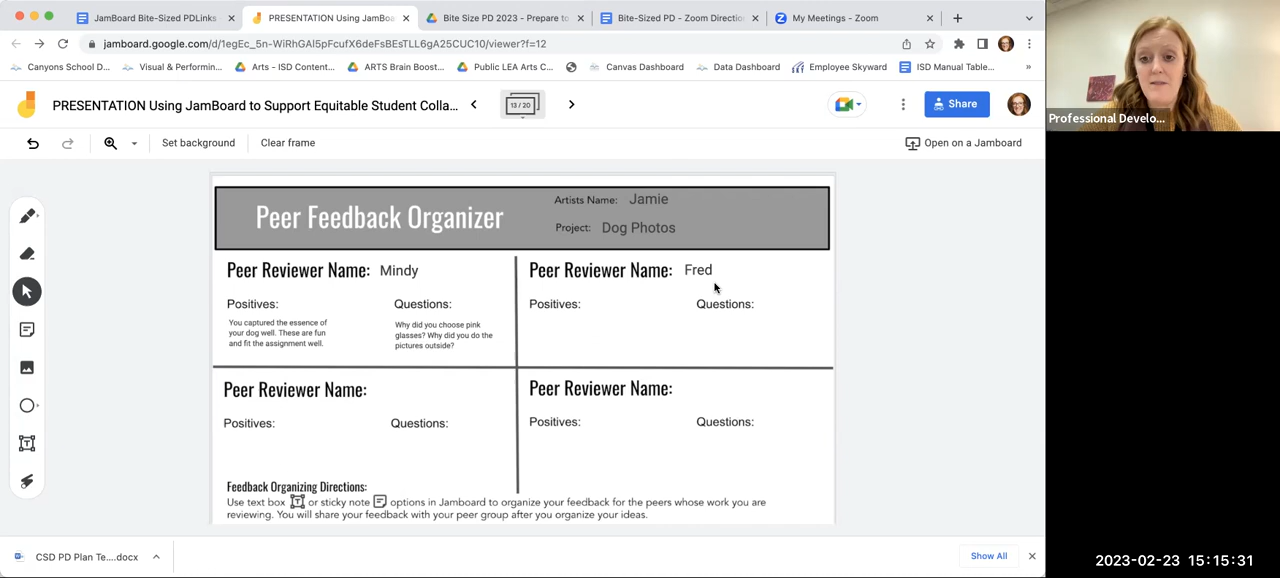 JamBoard Bite-Sized PDLinks
PRESENTATION Using JamBoa
Bite Size PD 2023 - Prepare to
Bite-Sized PD - Zoom Directio
My Meetings - Zoom
jamboard.google.com/d/1egEc_5n-WiRhGAl5pFcufX6deFsBEsTLL6gA25CUC10/viewer?f=12
Canyons School D...
Visual & Performin...
Arts - ISD Content...
ARTS Brain Boost...
Public LEA Arts C...
Canvas Dashboard
Data Dashboard
Employee Skyward
ISD Manual Table...
»
PRESENTATION Using JamBoard to Support Equitable Student Colla...
13 / 20
Share
Set background
Clear frame
Open on a Jamboard
Peer Feedback Organizer
Artists Name: Jamie
Project: Dog Photos
Peer Reviewer Name: Mindy
Positives:
Questions:
You captured the essence of
your dog well. These are fun
and fit the assignment well.
Why did you choose pink
glasses? Why did you do the
pictures outside?
Peer Reviewer Name: Fred
Positives:
Questions:
Peer Reviewer Name:
Positives:
Questions:
Peer Reviewer Name:
Positives:
Questions:
Feedback Organizing Directions:
Use text box T or sticky note options in Jamboard to organize your feedback for the peers whose work you are
reviewing. You will share your feedback with your peer group after you organize your ideas.
CSD PD Plan Te....docx
Show All
Professional Develo...
2023-02-23 15:15:31